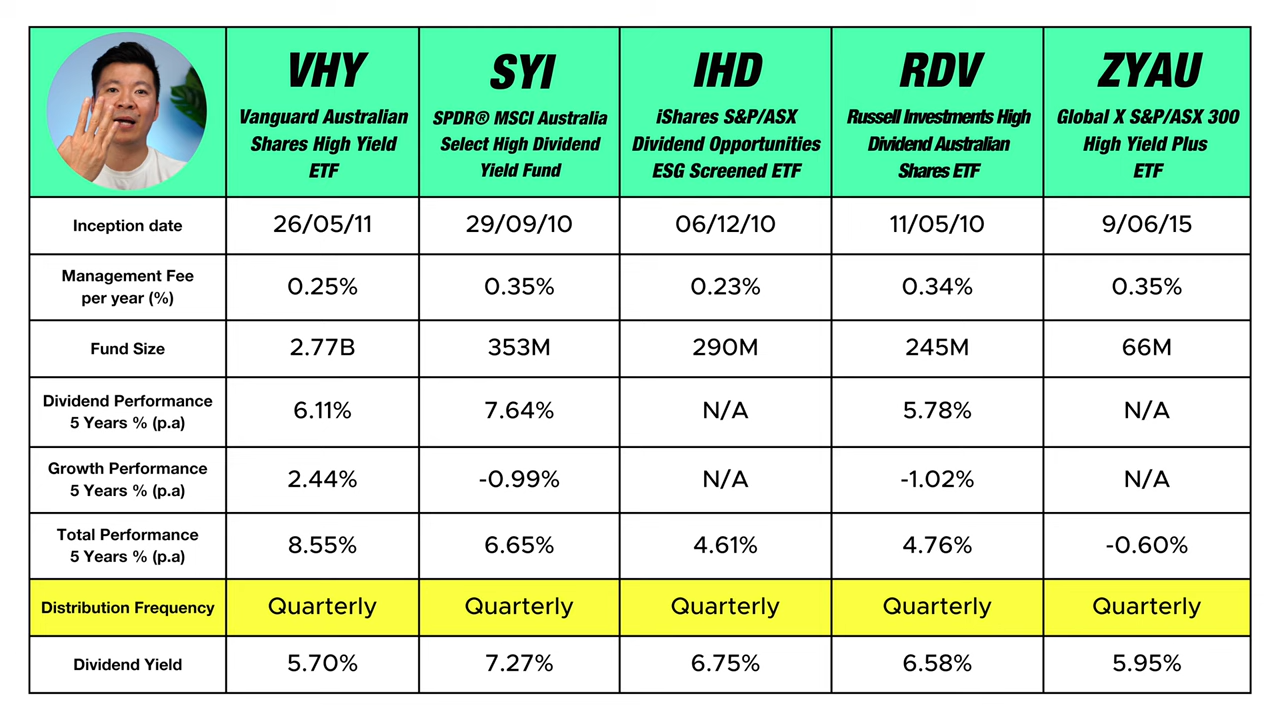 VHY
Vanguard Australian
Shares High Yield
ETF
SYI
SPDR® MSCI Australia
Select High Dividend
Yield Fund
IHD
iShares S&P/ASX
Dividend Opportunities
ESG Screened ETF
RDV
Russell Investments High
Dividend Australian
Shares ETF
ZYAU
Global X S&P/ASX 300
High Yield Plus
ETF
Inception date 26/05/11 29/09/10 06/12/10 11/05/10 9/06/15
Management Fee
per year (%) 0.25% 0.35% 0.23% 0.34% 0.35%
Fund Size 2.77B 353M 290M 245M 66M
Dividend Performance
5 Years % (p.a) 6.11% 7.64% N/A 5.78% N/A
Growth Performance
5 Years % (p.a) 2.44% -0.99% N/A -1.02% N/A
Total Performance
5 Years % (p.a) 8.55% 6.65% 4.61% 4.76% -0.60%
Distribution Frequency Quarterly Quarterly Quarterly Quarterly Quarterly
Dividend Yield 5.70% 7.27% 6.75% 6.58% 5.95%